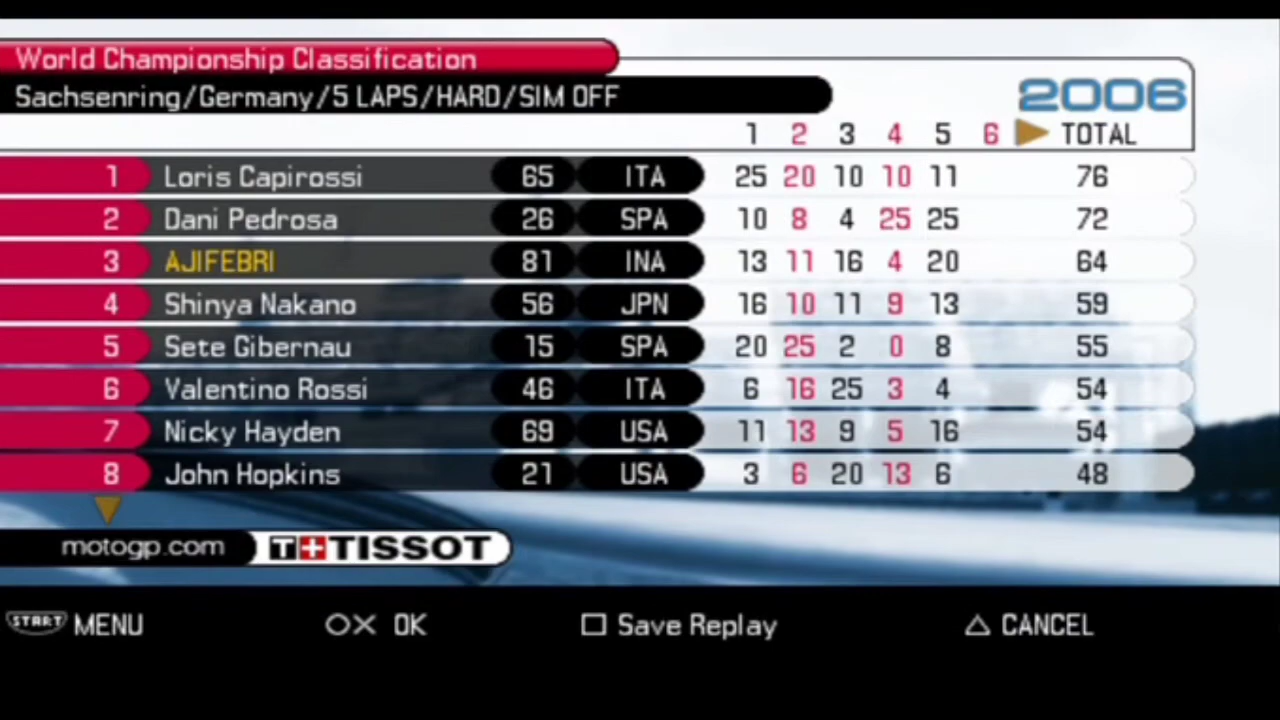 World Championship Classification
Sachsenring/Germany/5 LAPS/HARD/SIM OFF
2006
1 2 3 4 5 6 TOTAL
1 Loris Capirossi 65 ITA 25 20 10 10 11 76
2 Dani Pedrosa 26 SPA 10 8 4 25 25 72
3 AJIFEBRI 81 INA 13 11 16 4 20 64
4 Shinya Nakano 56 JPN 16 10 11 9 13 59
5 Sete Gibernau 15 SPA 20 25 2 0 8 55
6 Valentino Rossi 46 ITA 6 16 25 3 4 54
7 Nicky Hayden 69 USA 11 13 9 5 16 54
8 John Hopkins 21 USA 3 6 20 13 6 48
motogp.com T+TISSOT
START MENU OX OK □ Save Replay △ CANCEL